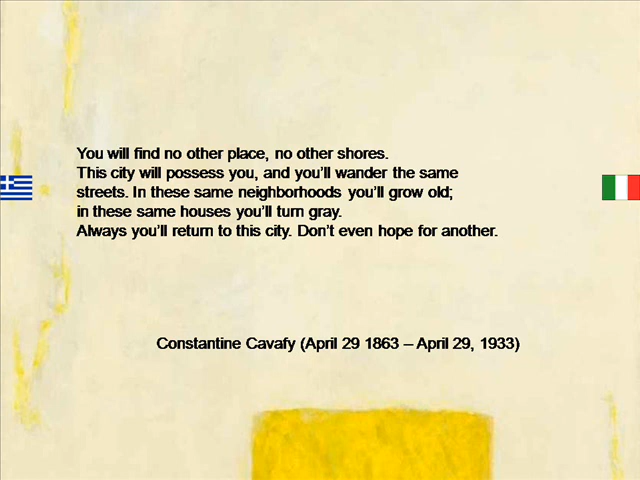 You will find no other place, no other shores.
This city will possess you, and you’ll wander the same
streets. In these same neighborhoods you’ll grow old;
in these same houses you’ll turn gray.
Always you’ll return to this city. Don’t even hope for another.
Constantine Cavafy (April 29 1863 – April 29, 1933)